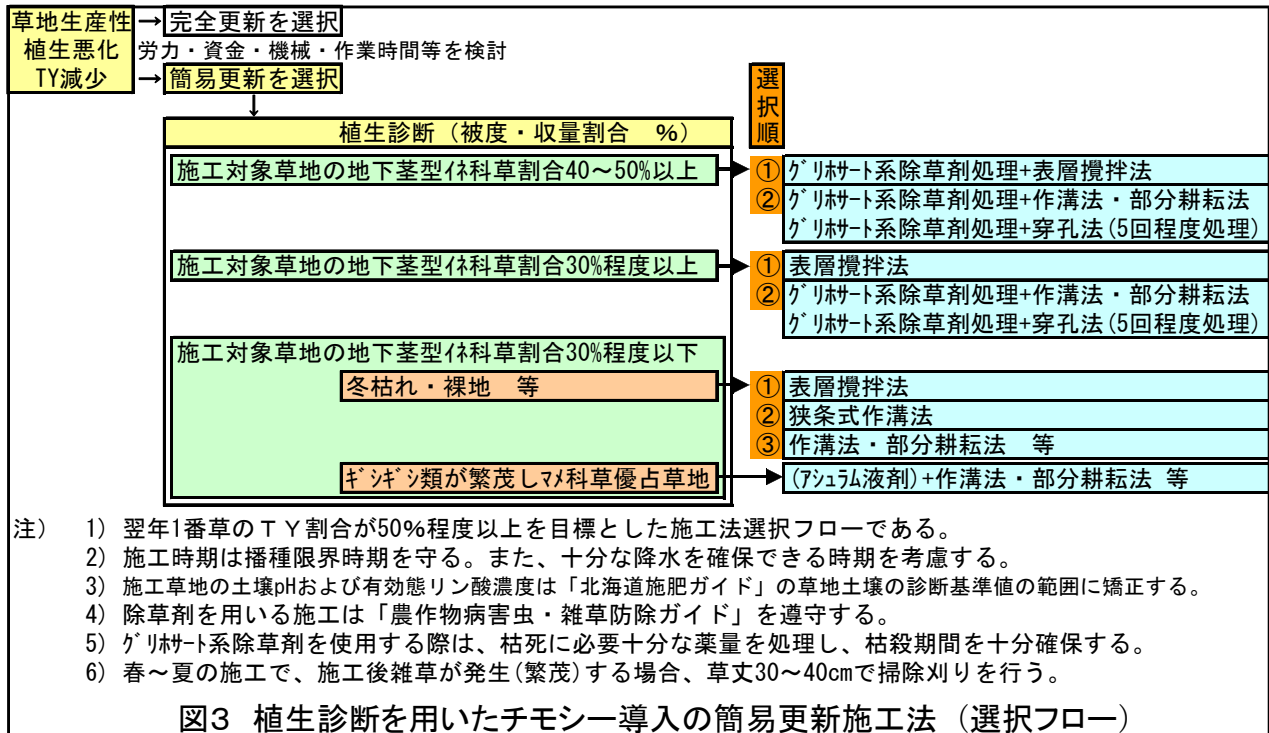 草地生産性 → 完全更新を選択
植生悪化 労力・資金・機械・作業時間等を検討
TY減少 → 簡易更新を選択
↓
選択順
植生診断（被度・収量割合　%）
施工対象草地の地下茎型ｲﾈ科草割合40～50%以上
① ｸﾞﾘﾎｻｰﾄ系除草剤処理+表層攪拌法
② ｸﾞﾘﾎｻｰﾄ系除草剤処理+作溝法・部分耕耘法
ｸﾞﾘﾎｻｰﾄ系除草剤処理+穿孔法(5回程度処理)
施工対象草地の地下茎型ｲﾈ科草割合30%程度以上
① 表層攪拌法
② ｸﾞﾘﾎｻｰﾄ系除草剤処理+作溝法・部分耕耘法
ｸﾞﾘﾎｻｰﾄ系除草剤処理+穿孔法(5回程度処理)
施工対象草地の地下茎型ｲﾈ科草割合30%程度以下
冬枯れ・裸地　等
① 表層攪拌法
② 狭条式作溝法
③ 作溝法・部分耕耘法　等
ｷﾞｼｷﾞｼ類が繁茂しﾏﾒ科草優占草地
(ｱｼｭﾗﾑ液剤)+作溝法・部分耕耘法 等
注）　1) 翌年1番草のＴＹ割合が50%程度以上を目標とした施工法選択フローである。
2) 施工時期は播種限界時期を守る。また、十分な降水を確保できる時期を考慮する。
3) 施工草地の土壌pHおよび有効態リン酸濃度は「北海道施肥ガイド」の草地土壌の診断基準値の範囲に矯正する。
4) 除草剤を用いる施工は「農作物病害虫・雑草防除ガイド」を遵守する。
5) ｸﾞﾘﾎｻｰﾄ系除草剤を使用する際は、枯死に必要十分な薬量を処理し、枯殺期間を十分確保する。
6) 春～夏の施工で、施工後雑草が発生(繁茂)する場合、草丈30～40cmで掃除刈りを行う。
図３　植生診断を用いたチモシー導入の簡易更新施工法（選択フロー）